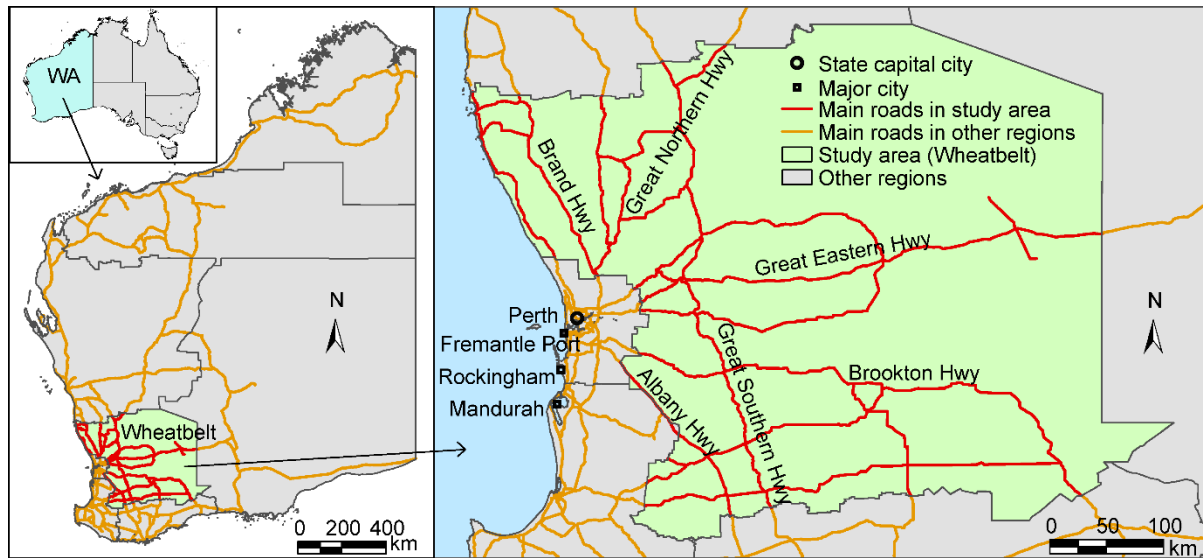 WA
N
Wheatbelt
0 200 400
km
State capital city
Major city
Main roads in study area
Main roads in other regions
Study area (Wheatbelt)
Other regions
Great Northern Hwy
Brand Hwy
Great Eastern Hwy
Perth
Fremantle Port
Rockingham
Mandurah
Great Southern Hwy
Albany Hwy
Brookton Hwy
N
0 50 100
km